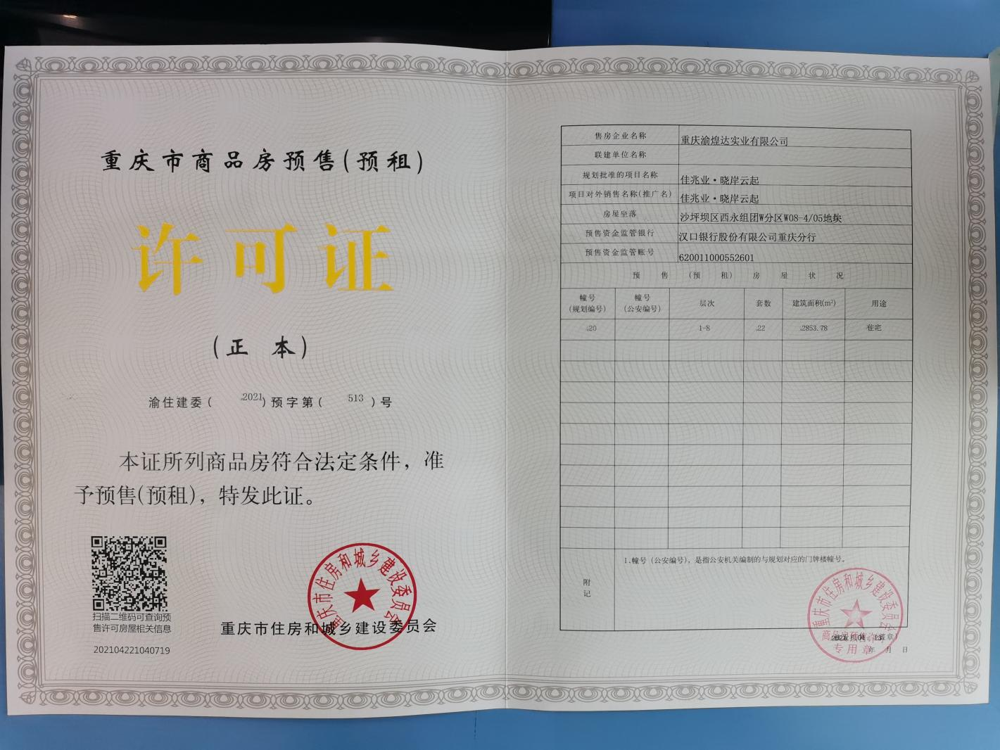 重庆市商品房预售(预租)
许可证
(正 本)
渝住建委( 2021 )预字第( 513 )号
本证所列商品房符合法定条件，准
予预售(预租)，特发此证。
扫描二维码可查询预
售许可房屋相关信息
202104221040719
重庆市住房和城乡建设委员会
重庆市住房和城乡建设委员会
售房企业名称 重庆渝煌达实业有限公司
联建单位名称
规划批准的项目名称 佳兆业·晓岸云起
项目对外销售名称(推广名) 佳兆业·晓岸云起
房屋坐落 沙坪坝区西永组团W分区W08-4/05地块
预售资金监管银行 汉口银行股份有限公司重庆分行
预售资金监管账号 620011000552601
预 售 (预 租) 房 屋 状 况
幢号 幢号 层次 套数 建筑面积(m²) 用途
(规划编号) (公安编号)
20 1-8 22 2853.78 住宅
1.幢号（公安编号），是指公安机关编制的与规划对应的门牌楼幢号。
附
记
重庆市住房和城乡建设委员会
商品房预售许可
专用章
年 月 日